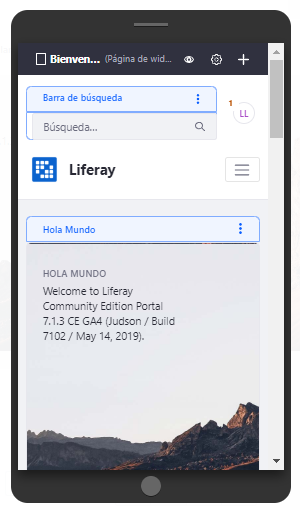 Bienven... (Página de wid...
Barra de búsqueda
1
LL
Búsqueda...
Liferay
Hola Mundo
HOLA MUNDO
Welcome to Liferay
Community Edition Portal
7.1.3 CE GA4 (Judson / Build
7102 / May 14, 2019).